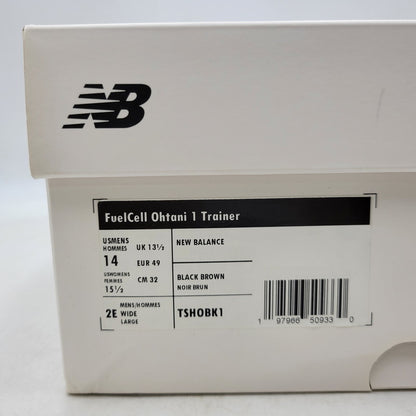 NB
FuelCell Ohtani 1 Trainer
USMENS
HOMMES
14
UK 13½
EUR 49
NEW BALANCE
USWOMENS
FEMMES
15½
CM 32
BLACK BROWN
NOIR BRUN
2E
MENS/HOMMES
WIDE
LARGE
TSHOBK1
1 97966 50933 0